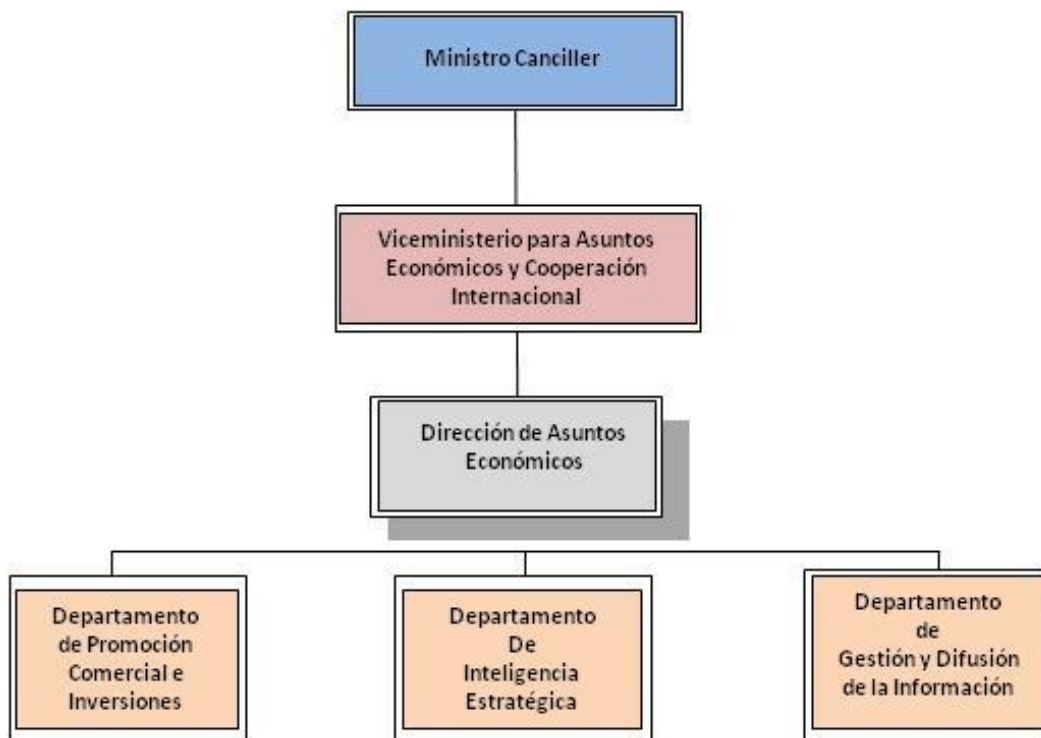 Ministro Canciller
Viceministerio para Asuntos
Económicos y Cooperación
Internacional
Dirección de Asuntos
Económicos
Departamento
de Promoción
Comercial e
Inversiones
Departamento
De
Inteligencia
Estratégica
Departamento
de
Gestión y Difusión
de la Información